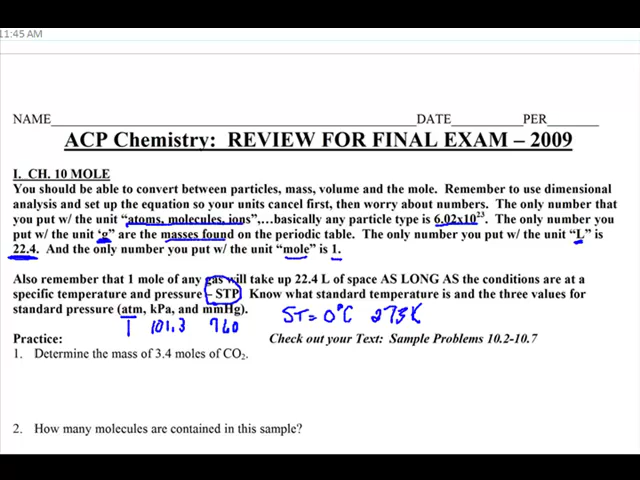 11:45 AM
NAME____________________DATE__________PER_______
ACP Chemistry: REVIEW FOR FINAL EXAM – 2009
I. CH. 10 MOLE
You should be able to convert between particles, mass, volume and the mole. Remember to use dimensional
analysis and set up the equation so your units cancel first, then worry about numbers. The only number that
you put w/ the unit “atoms, molecules, ions”,…basically any particle type is 6.02x10²³. The only number you
put w/ the unit ‘g’ are the masses found on the periodic table. The only number you put w/ the unit “L” is
22.4. And the only number you put w/ the unit “mole” is 1.
Also remember that 1 mole of any gas will take up 22.4 L of space AS LONG AS the conditions are at a
specific temperature and pressure – STP. Know what standard temperature is and the three values for
standard pressure (atm, kPa, and mmHg). ST = 0°C 273K
1 101.3 760
Practice: Check out your Text: Sample Problems 10.2-10.7
1. Determine the mass of 3.4 moles of CO₂.
2. How many molecules are contained in this sample?